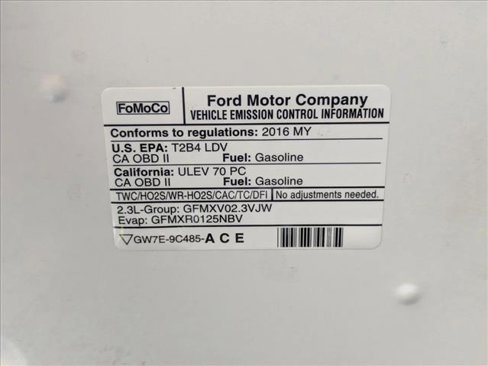 FoMoCo
Ford Motor Company
VEHICLE EMISSION CONTROL INFORMATION
Conforms to regulations: 2016 MY
U.S. EPA: T2B4 LDV
CA OBD II Fuel: Gasoline
California: ULEV 70 PC
CA OBD II Fuel: Gasoline
TWC/HO2S/WR-HO2S/CAC/TC/DFI No adjustments needed.
2.3L-Group: GFMXV02.3VJW
Evap: GFMXR0125NBV
GW7E-9C485-A C E